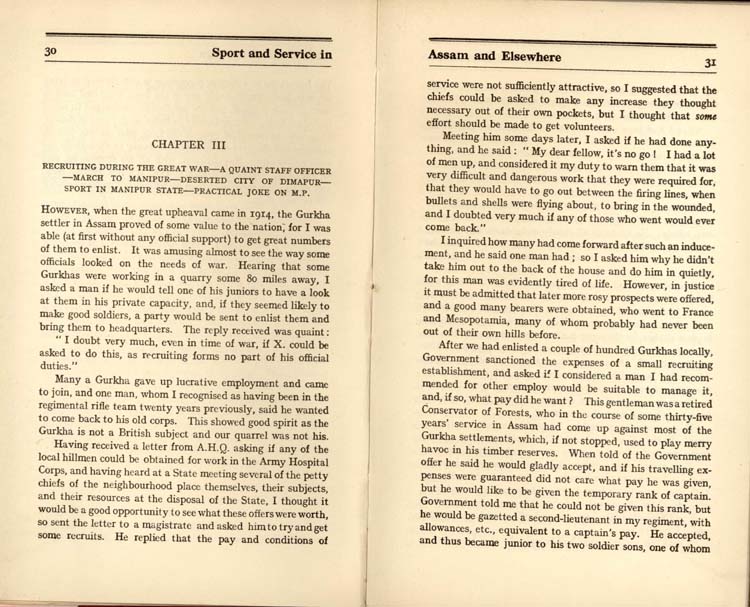 30
Sport and Service in
CHAPTER III
RECRUITING DURING THE GREAT WAR—A QUAINT STAFF OFFICER
—MARCH TO MANIPUR—DESERTED CITY OF DIMAPUR—
SPORT IN MANIPUR STATE—PRACTICAL JOKE ON M.P.
HOWEVER, when the great upheaval came in 1914, the Gurkha
settler in Assam proved of some value to the nation, for I was
able (at first without any official support) to get great numbers
of them to enlist. It was amusing almost to see the way some
officials looked on the needs of war. Hearing that some
Gurkhas were working in a quarry some 80 miles away, I
asked a man if he would tell one of his juniors to have a look
at them in his private capacity, and, if they seemed likely to
make good soldiers, a party would be sent to enlist them and
bring them to headquarters. The reply received was quaint:
"I doubt very much, even in time of war, if X. could be
asked to do this, as recruiting forms no part of his official
duties."
Many a Gurkha gave up lucrative employment and came
to join, and one man, whom I recognised as having been in the
regimental rifle team twenty years previously, said he wanted
to come back to his old corps. This showed good spirit as the
Gurkha is not a British subject and our quarrel was not his.
Having received a letter from A.H.Q. asking if any of the
local hillmen could be obtained for work in the Army Hospital
Corps, and having heard at a State meeting several of the petty
chiefs of the neighbourhood place themselves, their subjects,
and their resources at the disposal of the State, I thought it
would be a good opportunity to see what these offers were worth,
so sent the letter to a magistrate and asked him to try and get
some recruits. He replied that the pay and conditions of
Assam and Elsewhere
31
service were not sufficiently attractive, so I suggested that the
chiefs could be asked to make any increase they thought
necessary out of their own pockets, but I thought that some
effort should be made to get volunteers.
Meeting him some days later, I asked if he had done any-
thing, and he said: "My dear fellow, it's no go! I had a lot
of men up, and considered it my duty to warn them that it was
very difficult and dangerous work that they were required for,
that they would have to go out between the firing lines, when
bullets and shells were flying about, to bring in the wounded,
and I doubted very much if any of those who went would ever
come back."
I inquired how many had come forward after such an induce-
ment, and he said one man had; so I asked him why he didn't
take him out to the back of the house and do him in quietly,
for this man was evidently tired of life. However, in justice
it must be admitted that later more rosy prospects were offered,
and a good many bearers were obtained, who went to France
and Mesopotamia, many of whom probably had never been
out of their own hills before.
After we had enlisted a couple of hundred Gurkhas locally,
Government sanctioned the expenses of a small recruiting
establishment, and asked if I considered a man I had recom-
mended for other employ would be suitable to manage it,
and, if so, what pay did he want? This gentleman was a retired
Conservator of Forests, who in the course of some thirty-five
years' service in Assam had come up against most of the
Gurkha settlements, which, if not stopped, used to play merry
havoc in his timber reserves. When told of the Government
offer he said he would gladly accept, and if his travelling ex-
penses were guaranteed did not care what pay he was given,
but he would like to be given the temporary rank of captain.
Government told me that he could not be given this rank, but
he would be gazetted a second-lieutenant in my regiment, with
allowances, etc., equivalent to a captain's pay. He accepted,
and thus became junior to his two soldier sons, one of whom